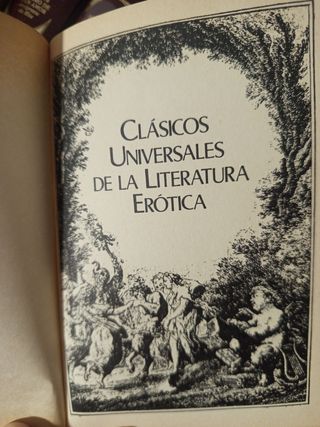 CLÁSICOS
UNIVERSALES
DE LA LITERATURA
ERÓTICA